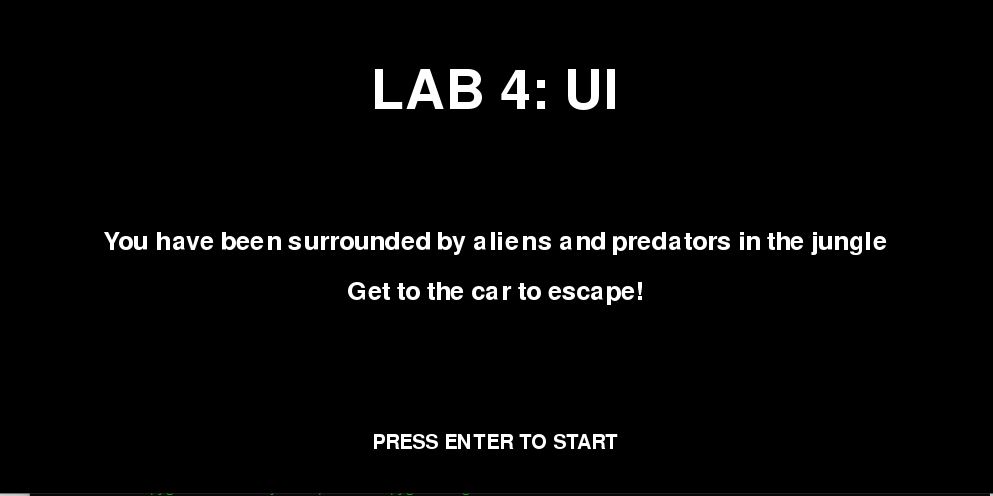 LAB 4: UI
You have been surrounded by aliens and predators in the jungle
Get to the car to escape!
PRESS ENTER TO START